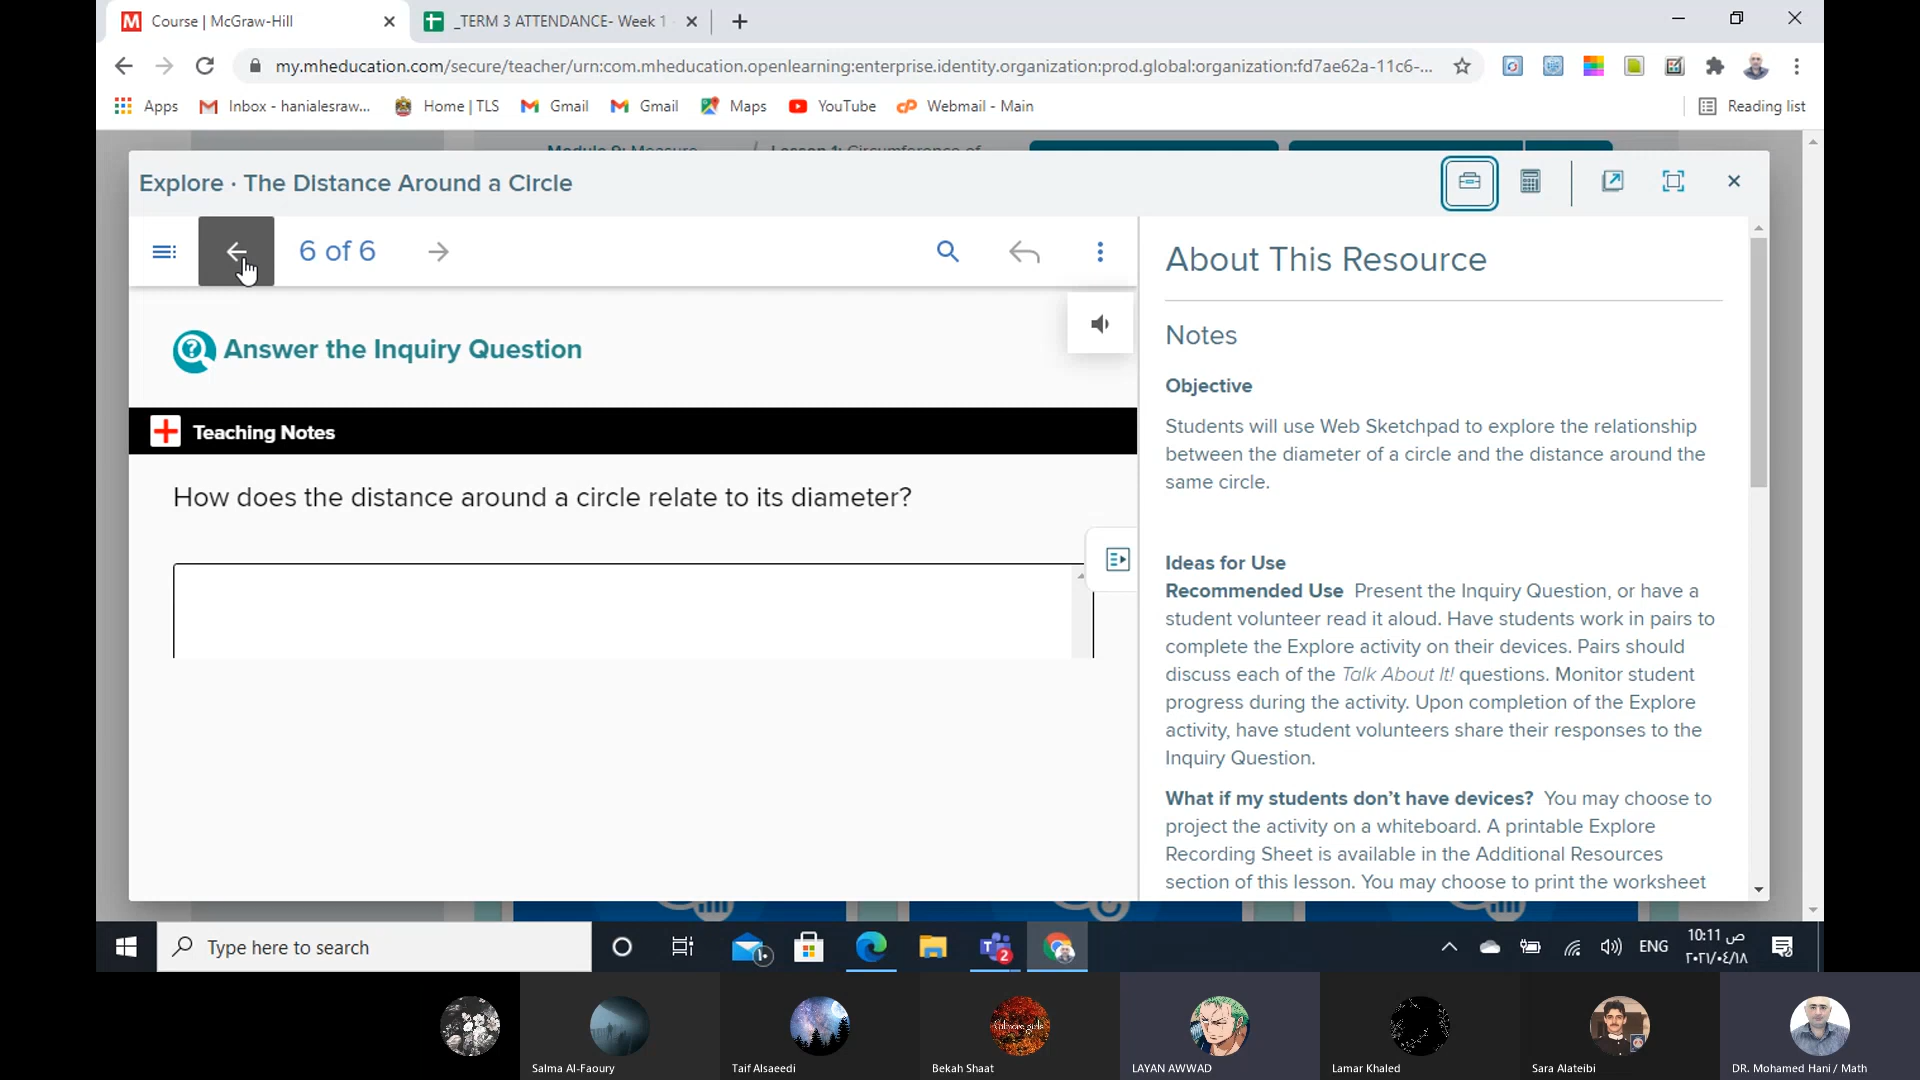 Course | McGraw-Hill
_TERM 3 ATTENDANCE- Week 1 -
my.mheducation.com/secure/teacher/urn:com.mheducation.openlearning:enterprise.identity.organization:prod.global:organization:fd7ae62a-11c6-...
Apps
Inbox - hanialesraw...
Home | TLS
Gmail
Gmail
Maps
YouTube
Webmail - Main
Reading list
Explore · The Distance Around a CIrcle
6 of 6
Answer the Inquiry Question
Teaching Notes
How does the distance around a circle relate to its diameter?
About This Resource
Notes
Objective
Students will use Web Sketchpad to explore the relationship
between the diameter of a circle and the distance around the
same circle.
Ideas for Use
Recommended Use Present the Inquiry Question, or have a
student volunteer read it aloud. Have students work in pairs to
complete the Explore activity on their devices. Pairs should
discuss each of the Talk About It! questions. Monitor student
progress during the activity. Upon completion of the Explore
activity, have student volunteers share their responses to the
Inquiry Question.
What if my students don't have devices? You may choose to
project the activity on a whiteboard. A printable Explore
Recording Sheet is available in the Additional Resources
section of this lesson. You may choose to print the worksheet
Type here to search
ENG
10:11 ص
٢٠٢١/٠٤/١٨
Salma Al-Faoury
Taif Alsaeedi
Bekah Shaat
LAYAN AWWAD
Lamar Khaled
Sara Alateibi
DR. Mohamed Hani / Math